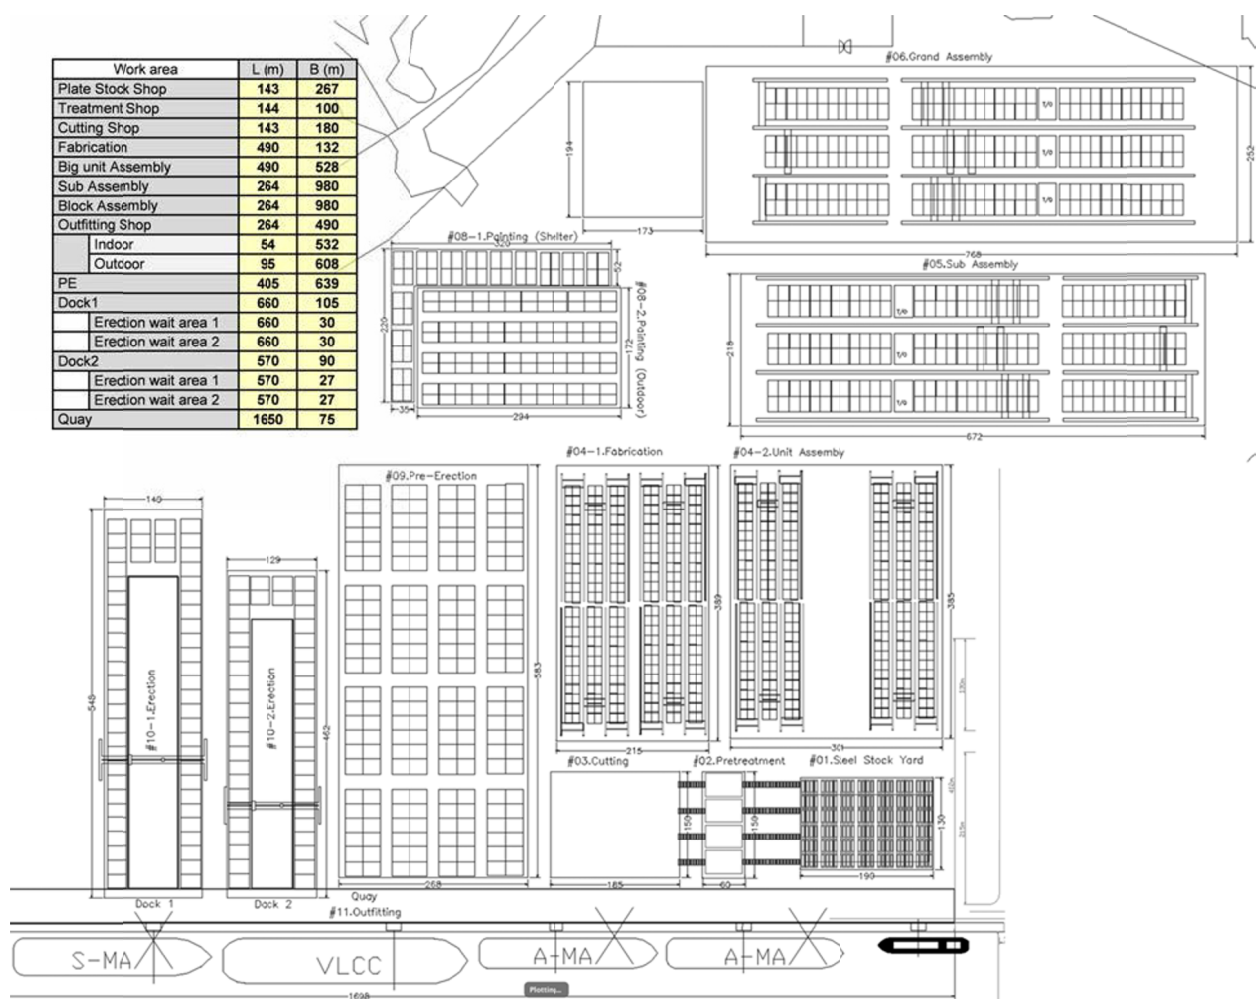 Work area L (m) B (m)
Plate Stock Shop 143 267
Treatment Shop 144 100
Cutting Shop 143 180
Fabrication 490 132
Big unit Assembly 490 528
Sub Assembly 264 980
Block Assembly 264 980
Outfitting Shop 264 490
Indoor 54 532
Outcoor 95 608
PE 405 639
Dock1 660 105
Erection wait area 1 660 30
Erection wait area 2 660 30
Dock2 570 90
Erection wait area 1 570 27
Erection wait area 2 570 27
Quay 1650 75
#06.Grand Assembly
T/O
T/O
T/O
194
252
173
768
#08-1.Painting (Shelter)
320
52
220
172
#08-2.Painting (Outdoor)
35
294
#05.Sub Assembly
T/O
T/O
T/O
215
672
#04-1.Fabrication
#04-2.Unit Assembly
#09.Pre-Erection
140
129
545
462
583
389
385
#10-1.Erection
#10-2.Erection
215
#03.Cutting
#02.Pretreatment
#01.Seel Stock Yard
150
150
130
268
185
60
190
Dock 1
Dock 2
Quay
#11.Outfitting
S-MA
VLCC
A-MA
A-MA
Plotting...
1698